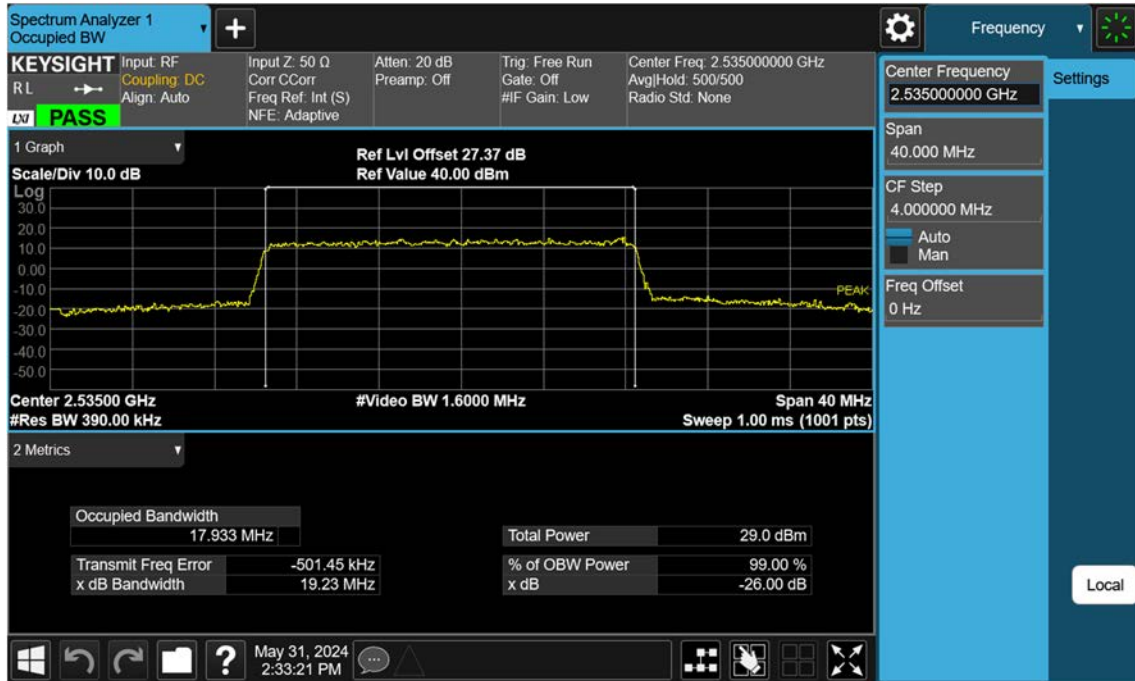 Spectrum Analyzer 1
Occupied BW
+
Frequency
KEYSIGHT
R L
LXI
PASS
Input: RF
Coupling: DC
Align: Auto
Input Z: 50 Ω
Corr CCorr
Freq Ref: Int (S)
NFE: Adaptive
Atten: 20 dB
Preamp: Off
Trig: Free Run
Gate: Off
#IF Gain: Low
Center Freq: 2.535000000 GHz
Avg|Hold: 500/500
Radio Std: None
1 Graph
Scale/Div 10.0 dB
Ref Lvl Offset 27.37 dB
Ref Value 40.00 dBm
Log
30.0
20.0
10.0
0.00
-10.0
-20.0
-30.0
-40.0
-50.0
PEAK
Center 2.53500 GHz
#Video BW 1.6000 MHz
Span 40 MHz
#Res BW 390.00 kHz
Sweep 1.00 ms (1001 pts)
2 Metrics
Occupied Bandwidth
17.933 MHz
Total Power 29.0 dBm
Transmit Freq Error -501.45 kHz
% of OBW Power 99.00 %
x dB Bandwidth 19.23 MHz
x dB -26.00 dB
?
May 31, 2024
2:33:21 PM
Center Frequency
2.535000000 GHz
Settings
Span
40.000 MHz
CF Step
4.000000 MHz
Auto
Man
Freq Offset
0 Hz
Local